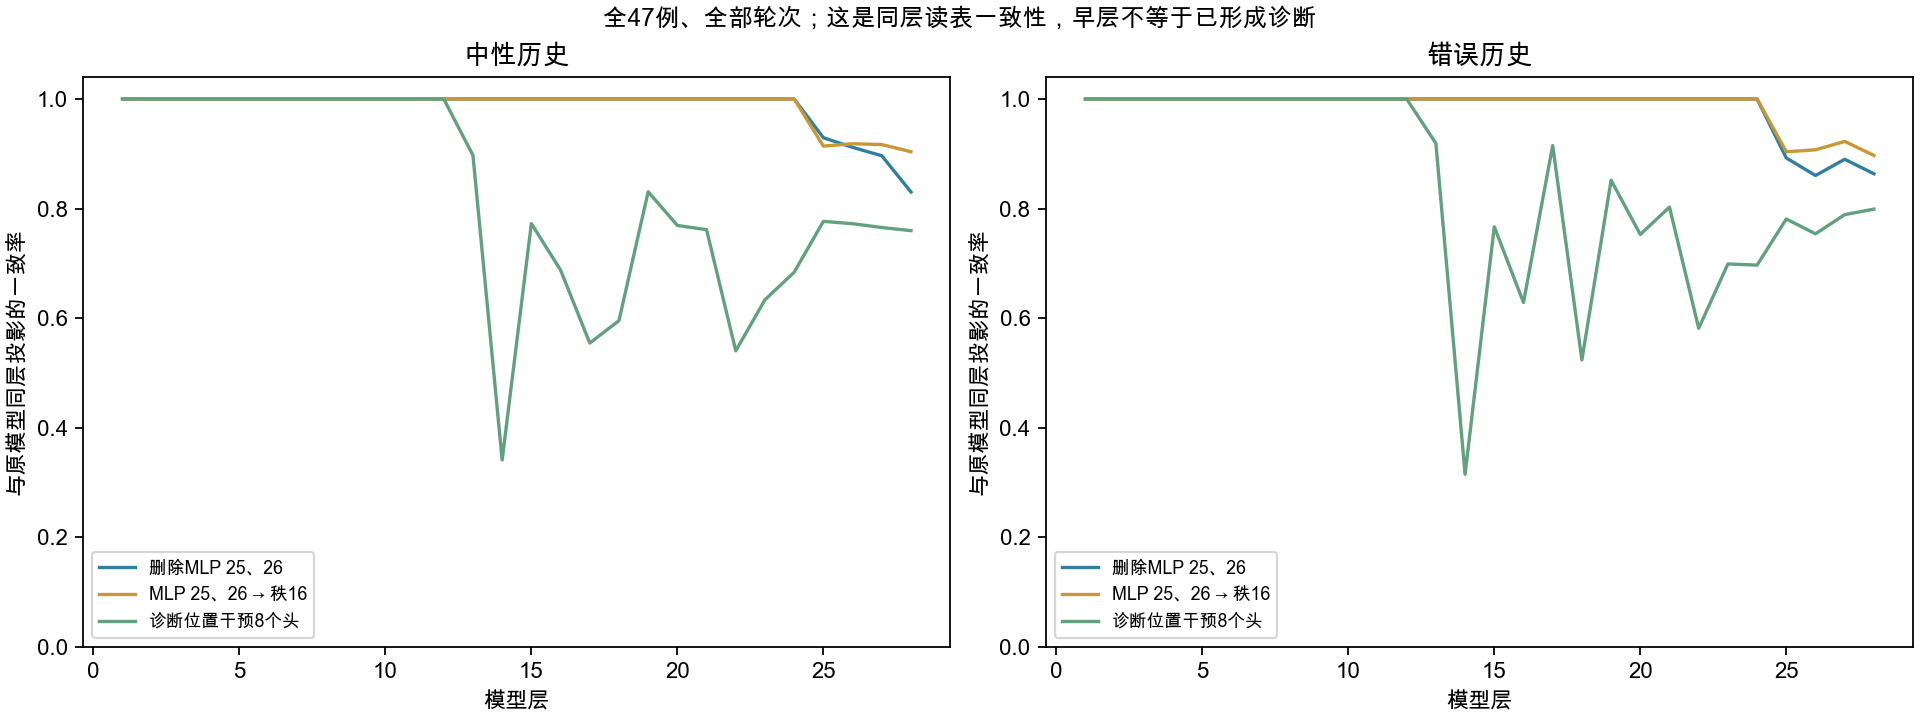 全47例、全部轮次；这是同层读表一致性，早层不等于已形成诊断
中性历史
与原模型同层投影的一致率
1.0
0.8
0.6
0.4
0.2
0.0
删除MLP 25、26
MLP 25、26→秩16
诊断位置干预8个头
0 5 10 15 20 25
模型层
错误历史
与原模型同层投影的一致率
1.0
0.8
0.6
0.4
0.2
0.0
删除MLP 25、26
MLP 25、26→秩16
诊断位置干预8个头
0 5 10 15 20 25
模型层